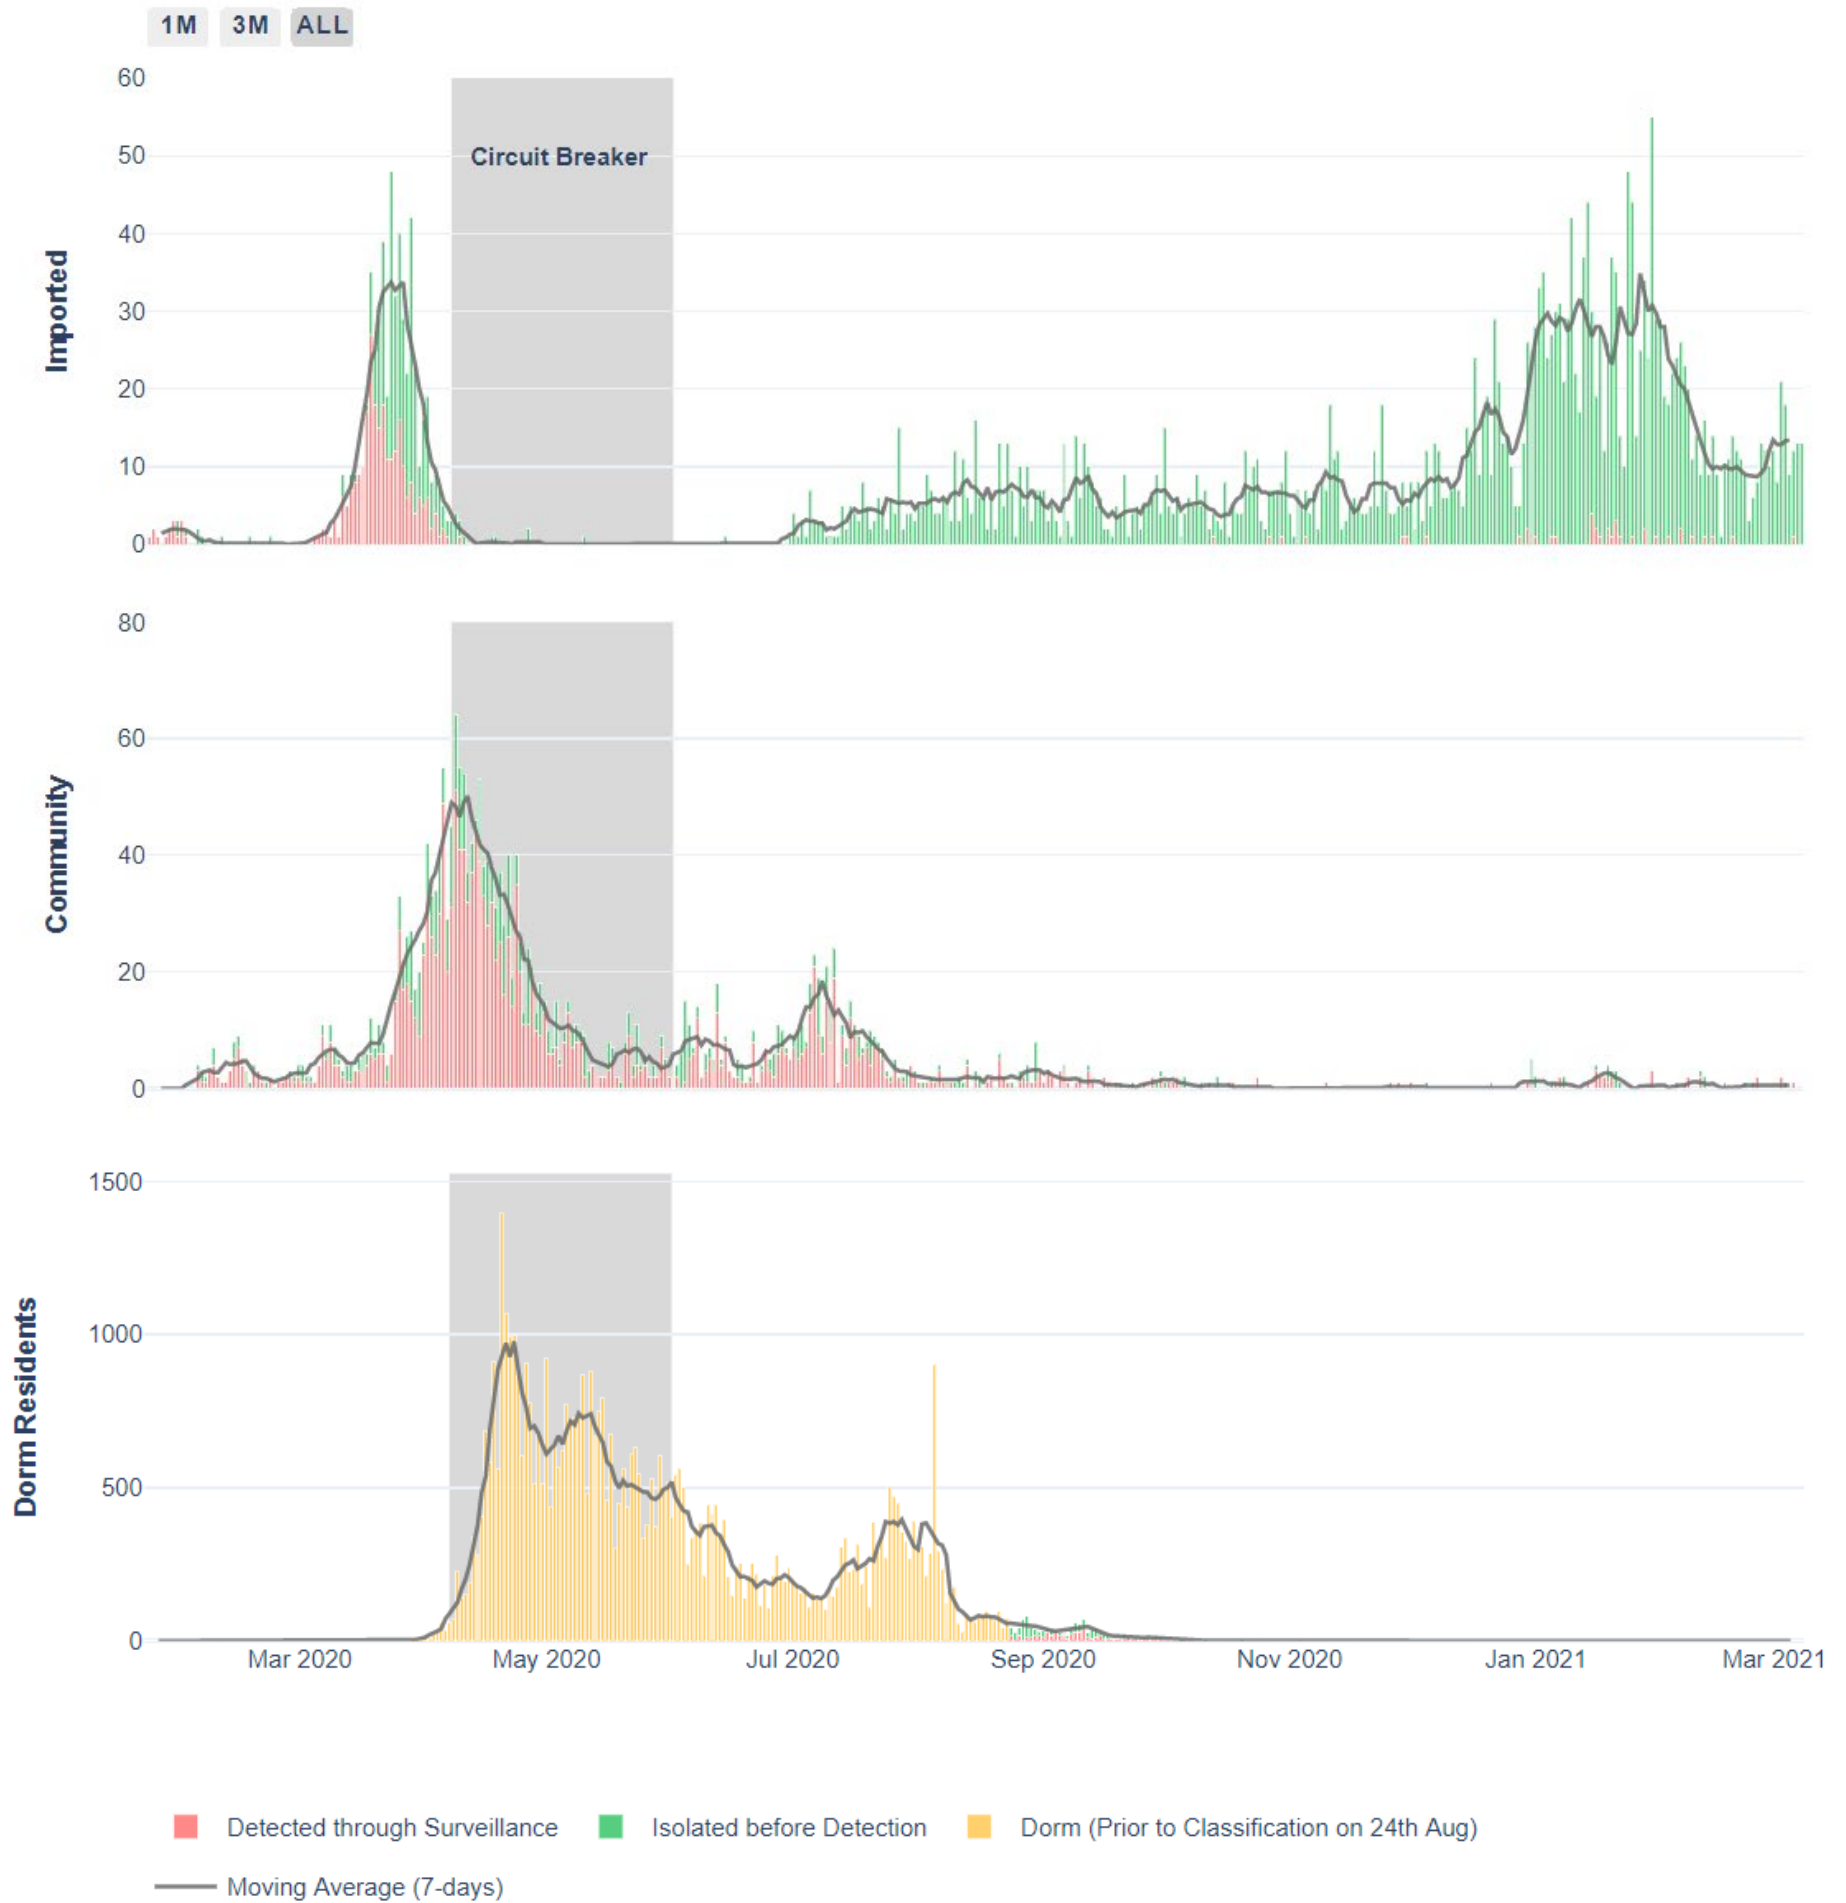 1M 3M ALL
60
50
40
30
20
10
0
Imported
Circuit Breaker
80
60
40
20
0
Community
1500
1000
500
0
Dorm Residents
Mar 2020 May 2020 Jul 2020 Sep 2020 Nov 2020 Jan 2021 Mar 2021
Detected through Surveillance Isolated before Detection Dorm (Prior to Classification on 24th Aug)
Moving Average (7-days)